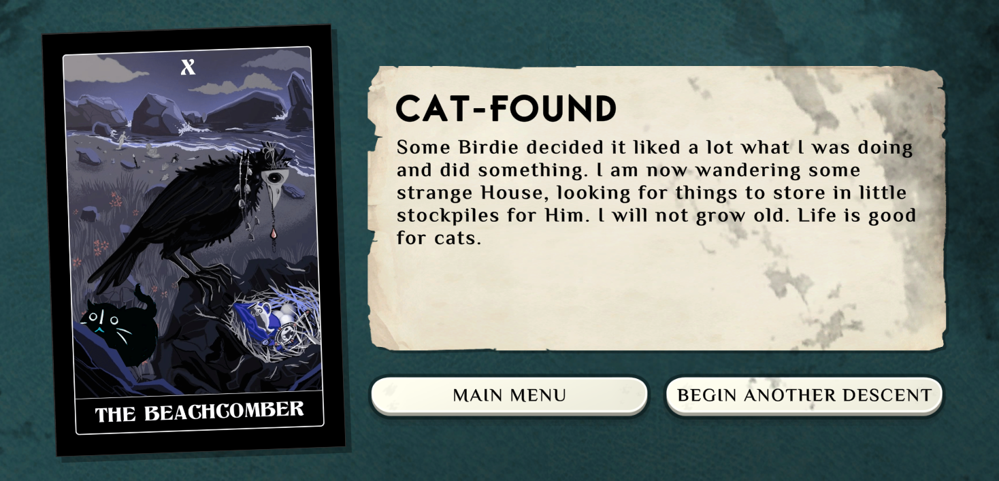 X
THE BEACHCOMBER
CAT-FOUND
Some Birdie decided it liked a lot what I was doing
and did something. I am now wandering some
strange House, looking for things to store in little
stockpiles for Him. I will not grow old. Life is good
for cats.
MAIN MENU
BEGIN ANOTHER DESCENT